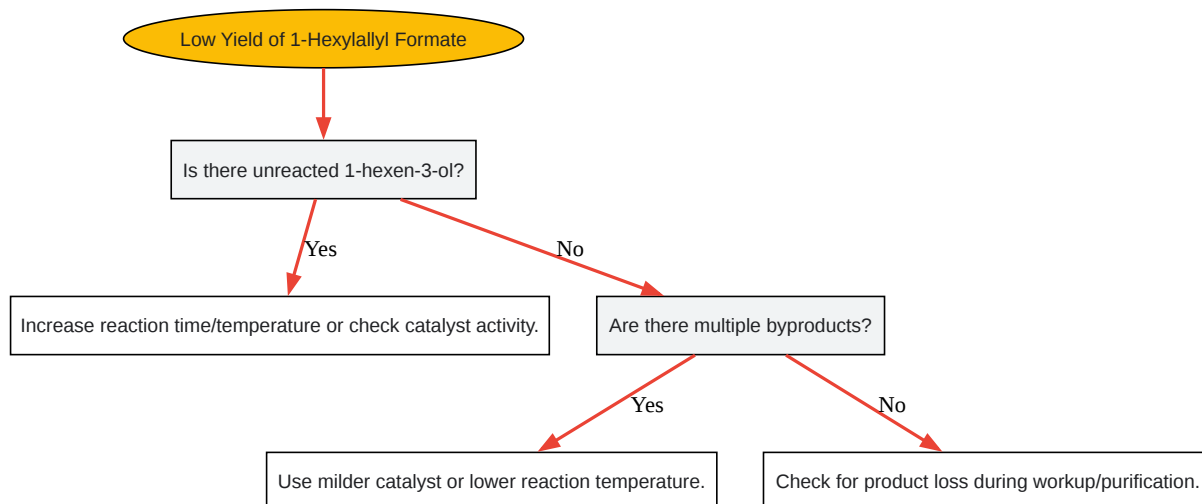 Low Yield of 1-Hexylallyl Formate
Is there unreacted 1-hexen-3-ol?
Yes
No
Increase reaction time/temperature or check catalyst activity.
Are there multiple byproducts?
Yes
No
Use milder catalyst or lower reaction temperature.
Check for product loss during workup/purification.